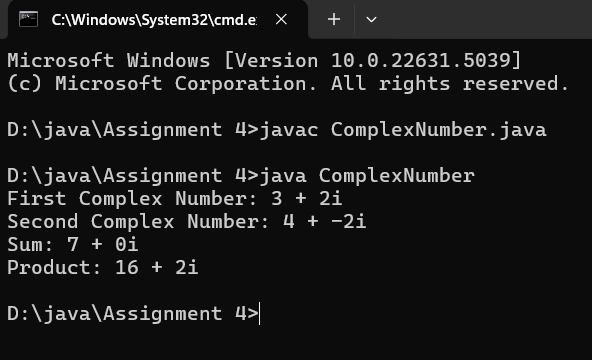 C:\Windows\System32\cmd.e
Microsoft Windows [Version 10.0.22631.5039]
(c) Microsoft Corporation. All rights reserved.
D:\java\Assignment 4>javac ComplexNumber.java
D:\java\Assignment 4>java ComplexNumber
First Complex Number: 3 + 2i
Second Complex Number: 4 + -2i
Sum: 7 + 0i
Product: 16 + 2i
D:\java\Assignment 4>